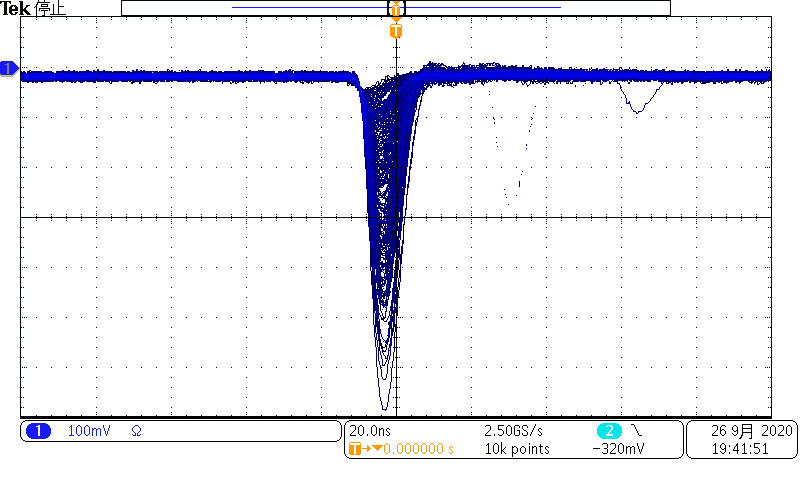 Tek 停止
T
T
1
1 100mV Ω 20.0ns 2.50GS/s 2 26 9月 2020
T→▼0.000000 s 10k points −320mV 19:41:51